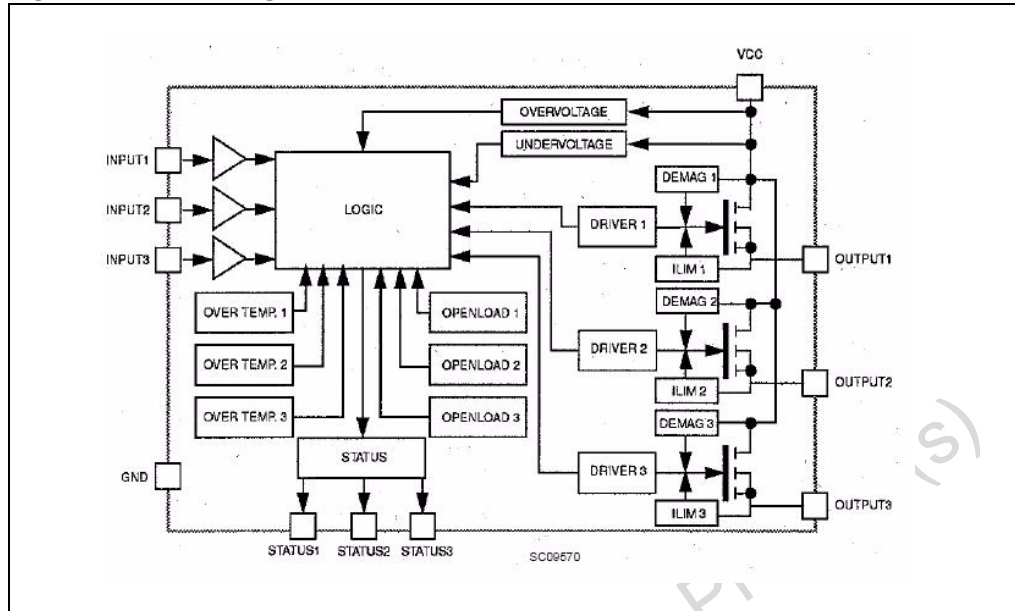 VCC
OVERVOLTAGE
UNDERVOLTAGE
INPUT1
INPUT2
INPUT3
LOGIC
DEMAG 1
DRIVER 1
ILIM 1
OUTPUT1
OVER TEMP. 1
OPENLOAD 1
DEMAG 2
OVER TEMP. 2
OPENLOAD 2
DRIVER 2
ILIM 2
OUTPUT2
OVER TEMP. 3
OPENLOAD 3
DEMAG 3
STATUS
DRIVER 3
GND
ILIM 3
OUTPUT3
STATUS1
STATUS2
STATUS3
SC09570
(s)